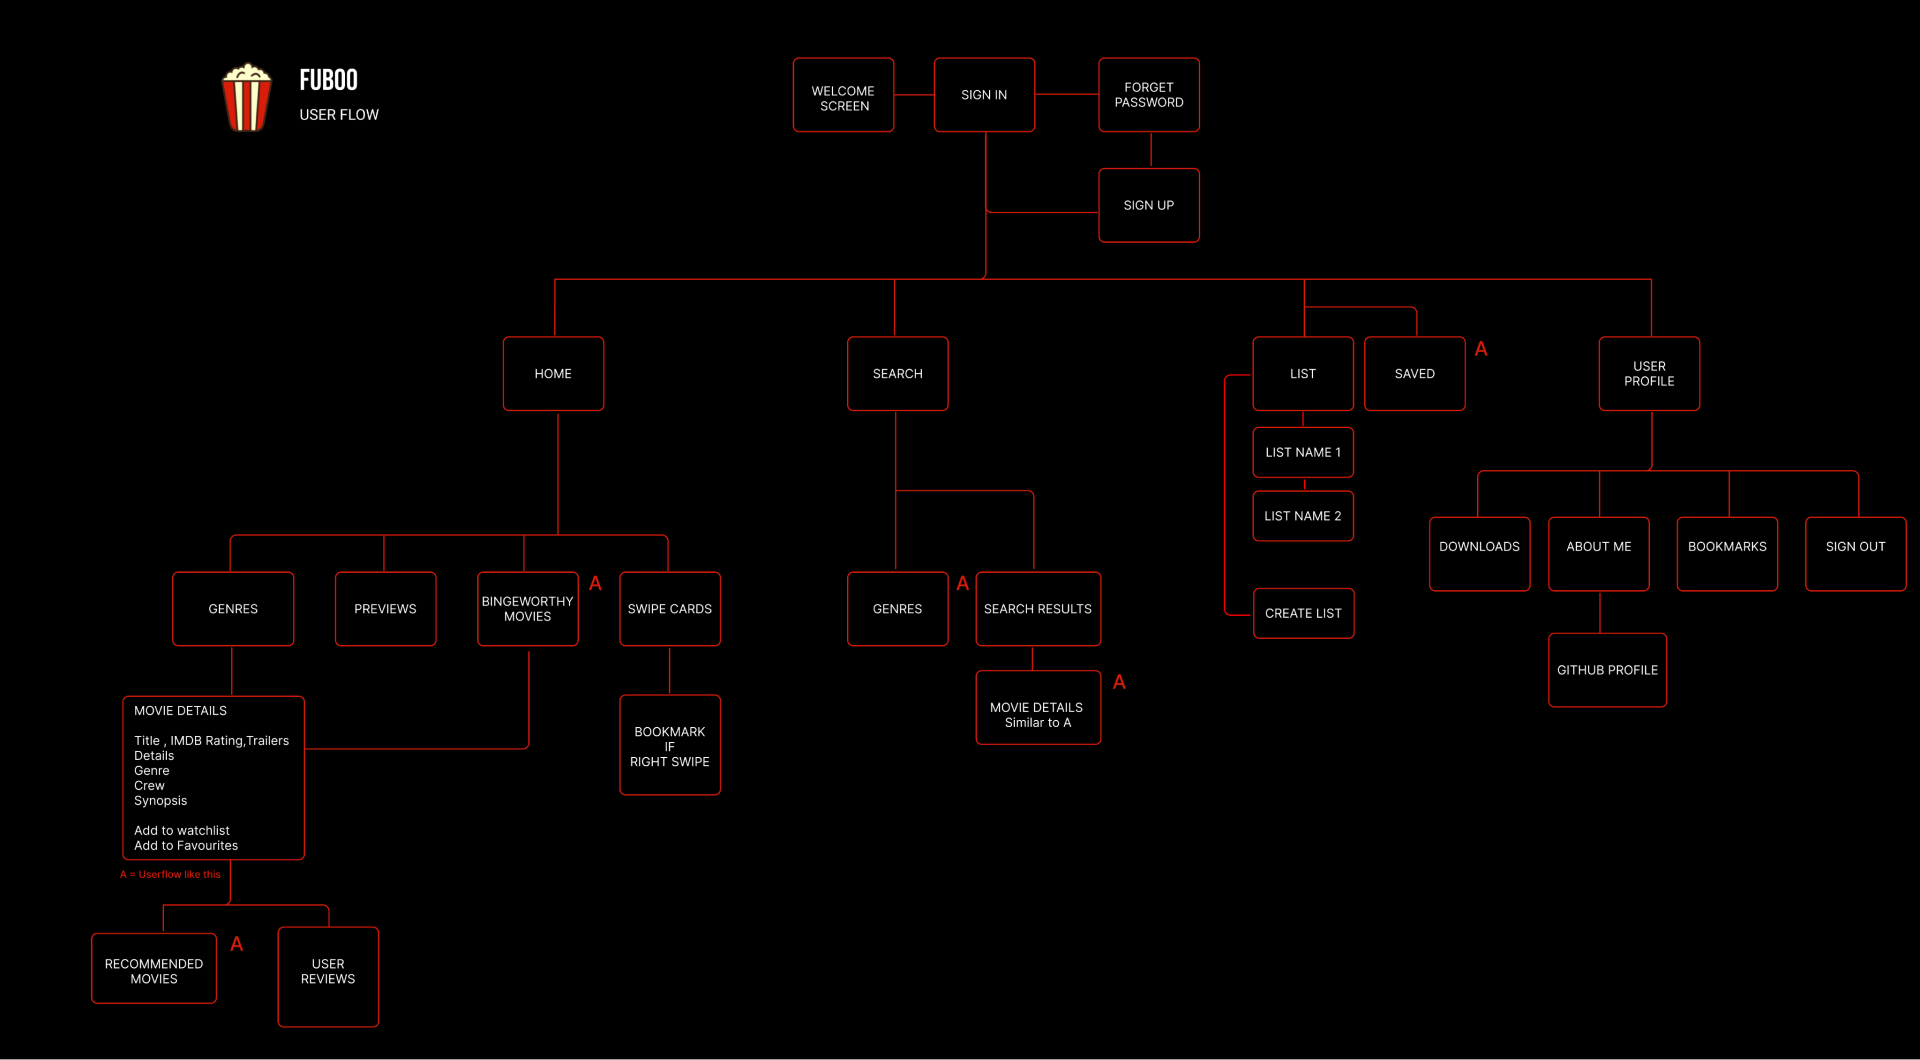 FUBOO
USER FLOW
WELCOME
SCREEN
SIGN IN
FORGET
PASSWORD
SIGN UP
HOME
SEARCH
LIST
SAVED
A
USER
PROFILE
LIST NAME 1
LIST NAME 2
CREATE LIST
DOWNLOADS
ABOUT ME
BOOKMARKS
SIGN OUT
GITHUB PROFILE
GENRES
PREVIEWS
BINGEWORTHY
MOVIES
A
SWIPE CARDS
GENRES
A
SEARCH RESULTS
MOVIE DETAILS
Similar to A
A
BOOKMARK
IF
RIGHT SWIPE
MOVIE DETAILS
Title , IMDB Rating,Trailers
Details
Genre
Crew
Synopsis
Add to watchlist
Add to Favourites
A = Userflow like this
RECOMMENDED
MOVIES
A
USER
REVIEWS